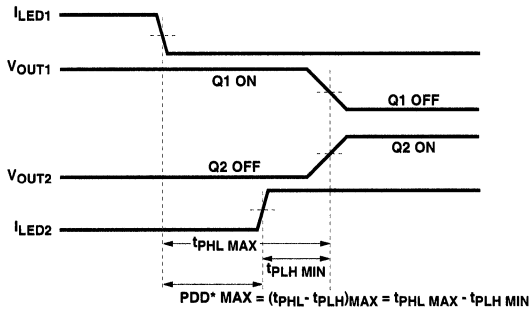 ILED1
VOUT1
Q1 ON
Q1 OFF
Q2 ON
Q2 OFF
VOUT2
ILED2
tPHL MAX
tPLH MIN
PDD* MAX = (tPHL- tPLH)MAX = tPHL MAX - tPLH MIN